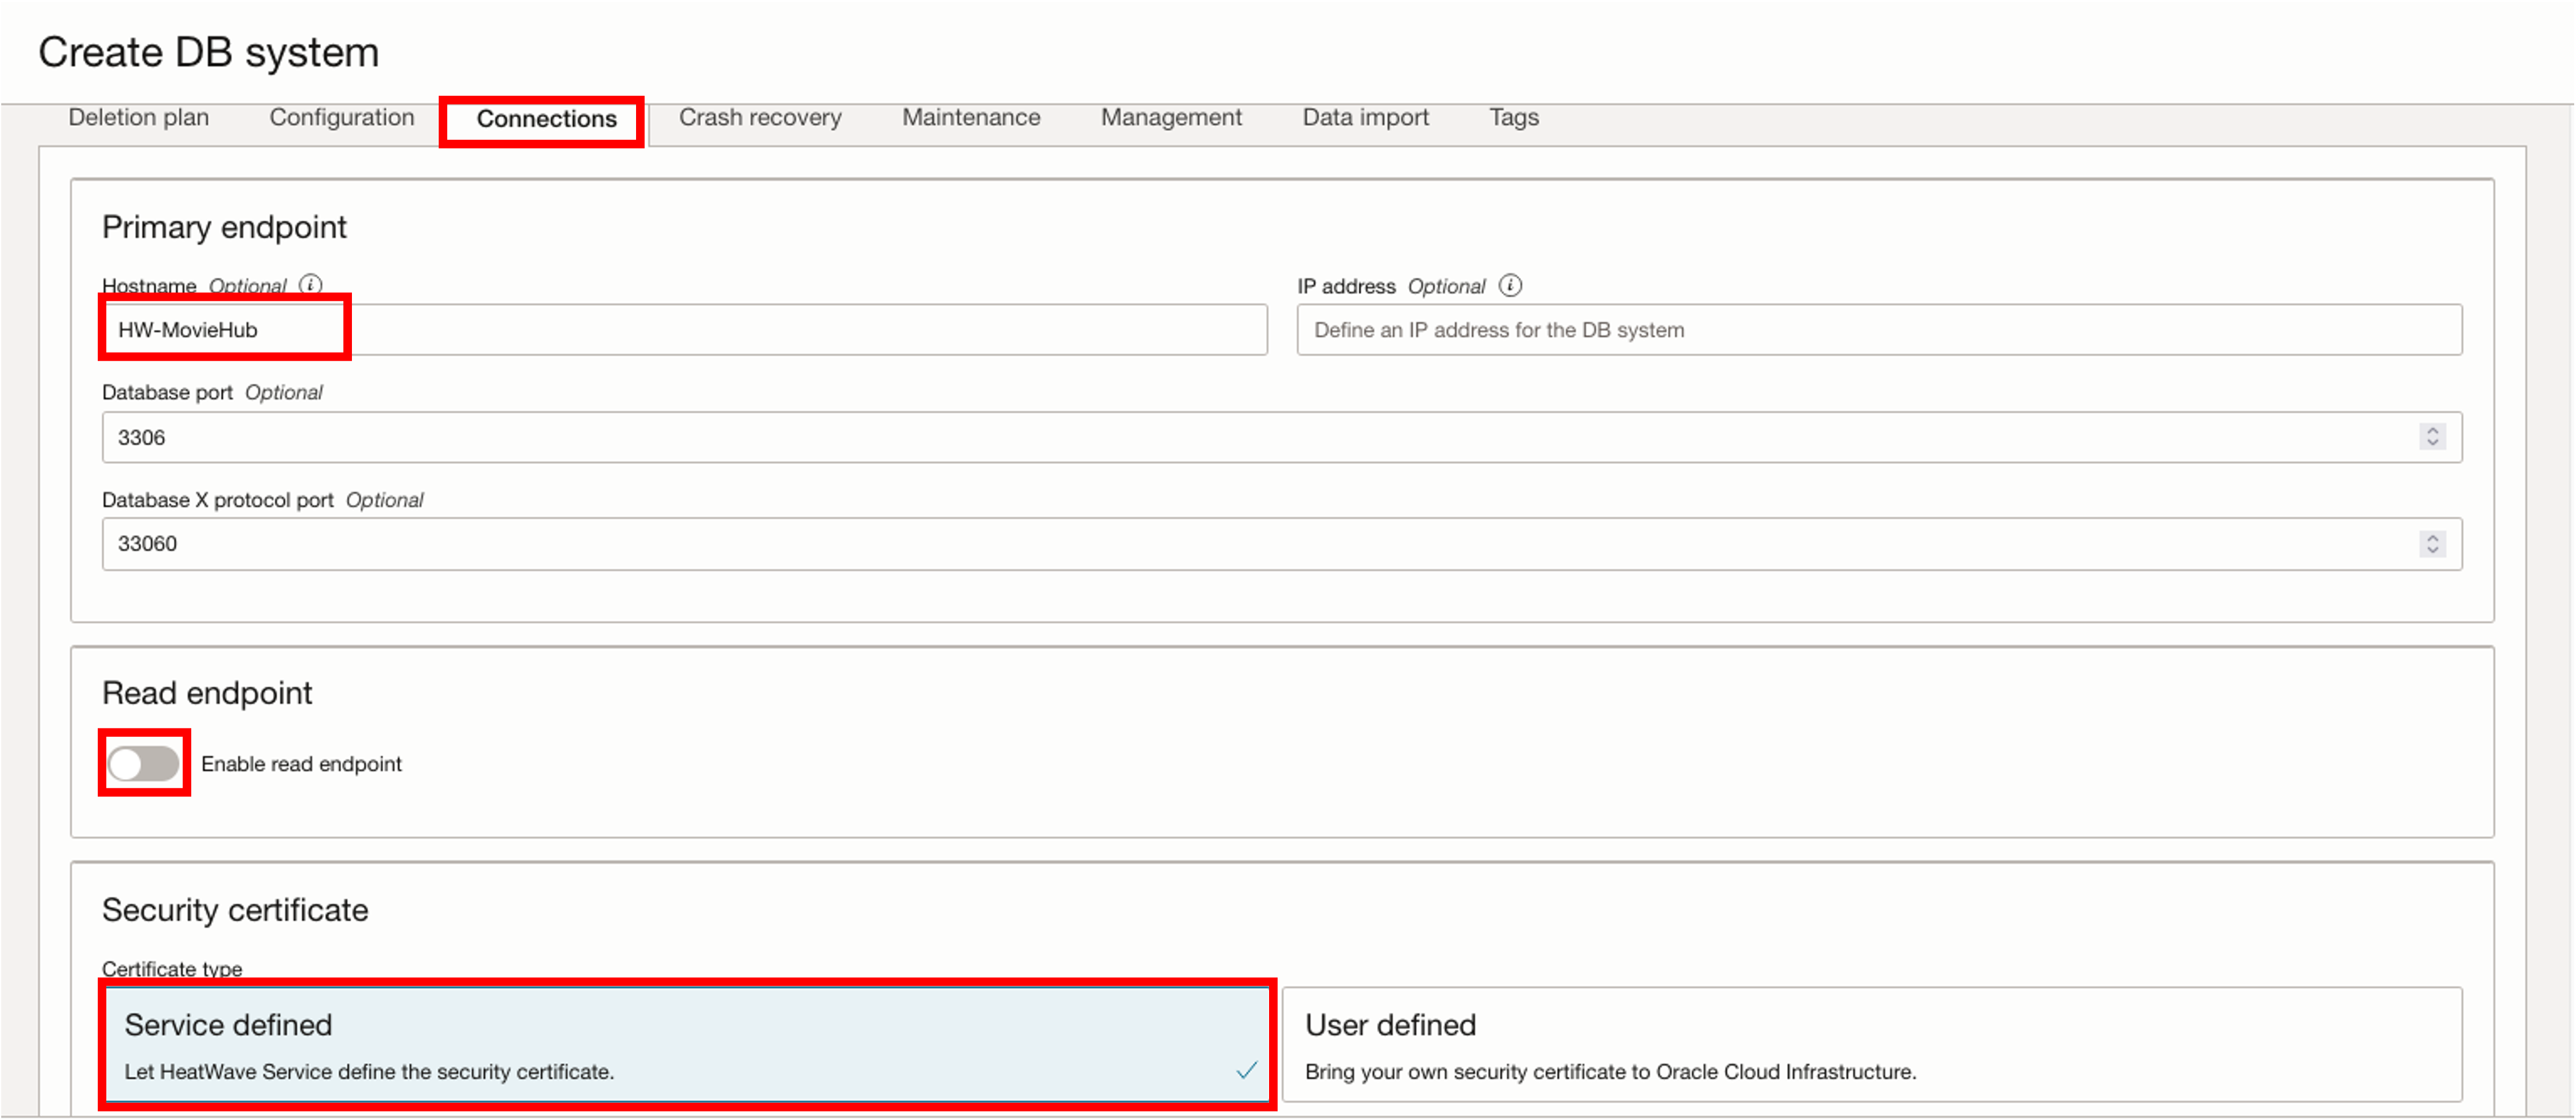 Create DB system
Deletion plan Configuration Connections Crash recovery Maintenance Management Data import Tags
Primary endpoint
Hostname Optional IP address Optional
HW-MovieHub Define an IP address for the DB system
Database port Optional
3306
Database X protocol port Optional
33060
Read endpoint
Enable read endpoint
Security certificate
Certificate type
Service defined User defined
Let HeatWave Service define the security certificate. Bring your own security certificate to Oracle Cloud Infrastructure.